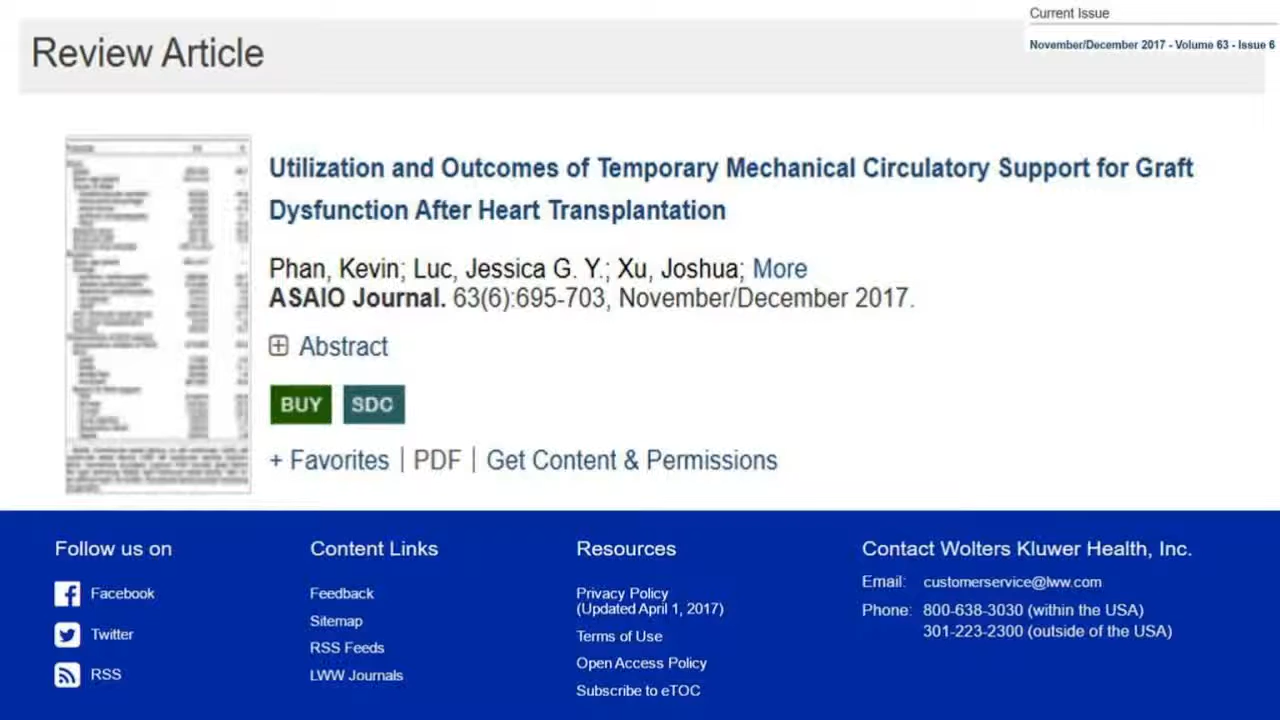 Current Issue
November/December 2017 - Volume 63 - Issue 6
Review Article
Utilization and Outcomes of Temporary Mechanical Circulatory Support for Graft
Dysfunction After Heart Transplantation
Phan, Kevin; Luc, Jessica G. Y.; Xu, Joshua; More
ASAIO Journal. 63(6):695-703, November/December 2017.
Abstract
BUY SDC
+ Favorites | PDF | Get Content & Permissions
Follow us on
Facebook
Twitter
RSS
Content Links
Feedback
Sitemap
RSS Feeds
LWW Journals
Resources
Privacy Policy
(Updated April 1, 2017)
Terms of Use
Open Access Policy
Subscribe to eTOC
Contact Wolters Kluwer Health, Inc.
Email: customerservice@lww.com
Phone: 800-638-3030 (within the USA)
301-223-2300 (outside of the USA)